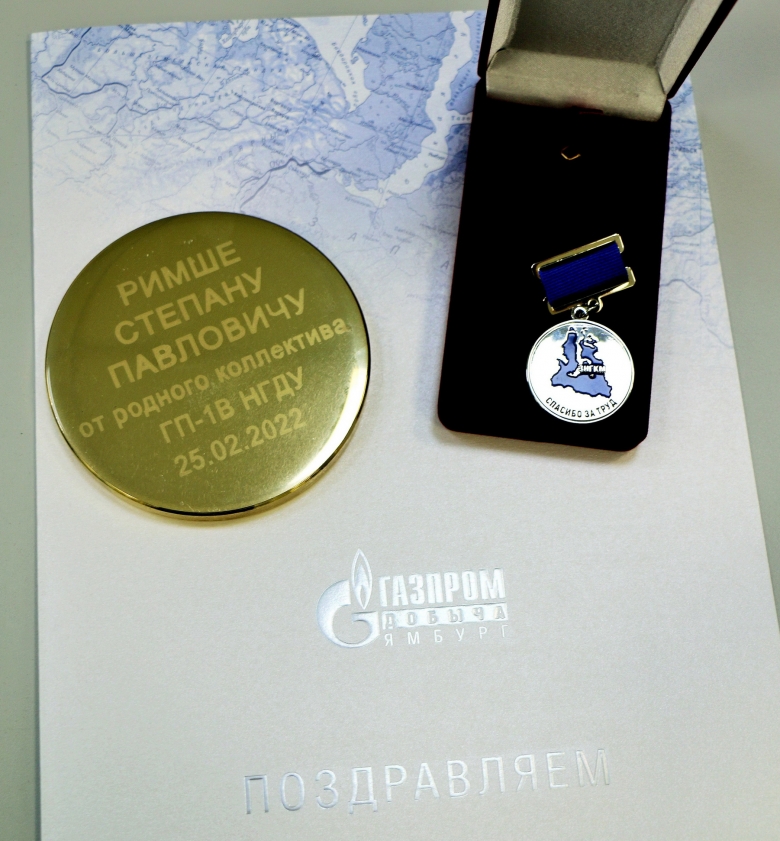 РИМШЕ
СТЕПАНУ
ПАВЛОВИЧУ
от родного коллектива
ГП-1В НГДУ
25.02.2022
ЗНГКМ
СПАСИБО ЗА ТРУД
ГАЗПРОМ
ДОБЫЧА
ЯМБУРГ
ПОЗДРАВЛЯЕМ